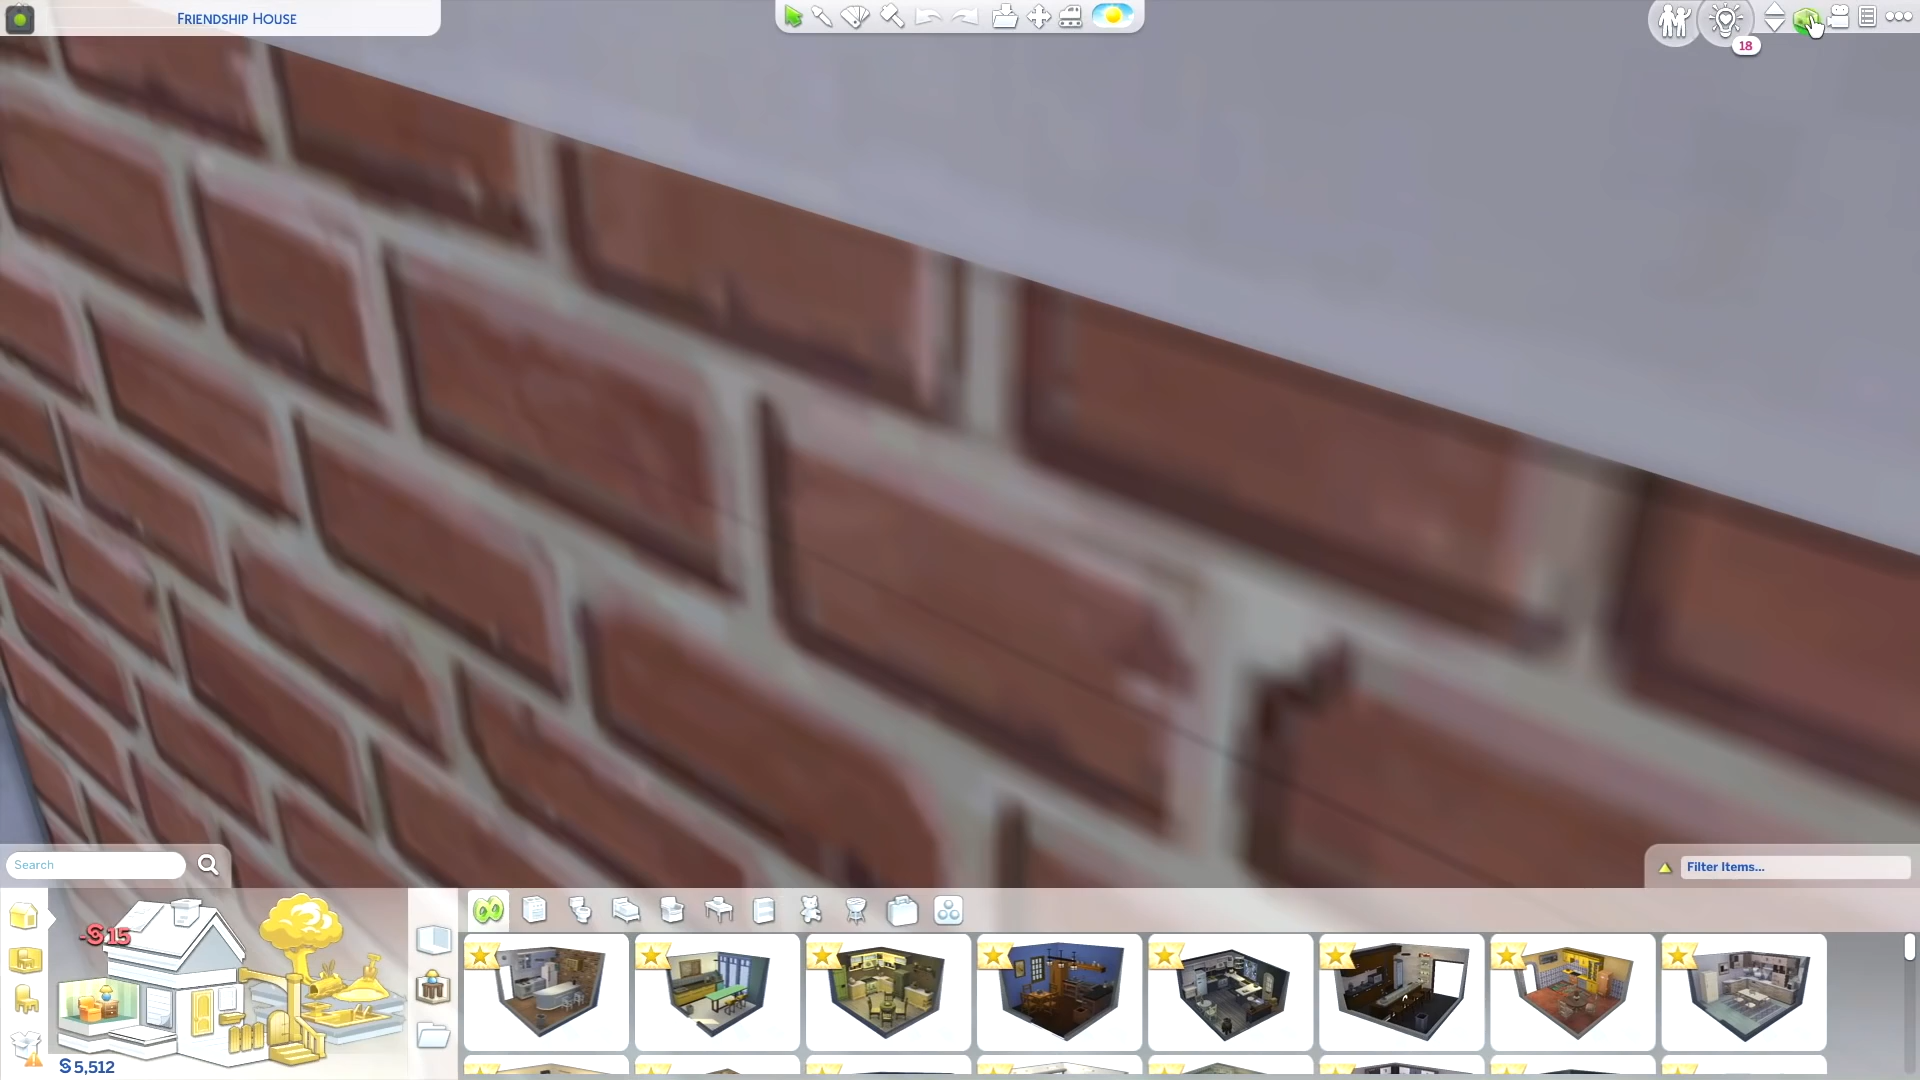 Friendship House
18
Search
Filter Items...
-§15
§5,512